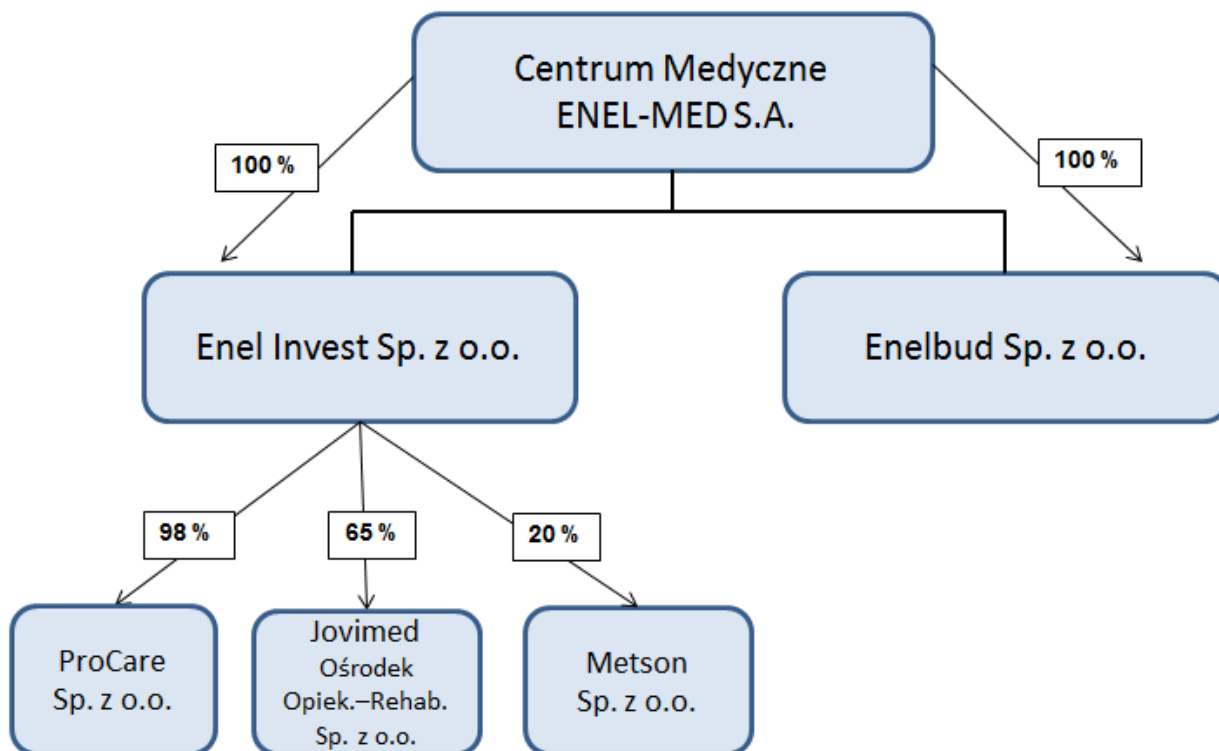 Centrum Medyczne
ENEL-MED S.A.
100 %
100 %
Enel Invest Sp. z o.o.
Enelbud Sp. z o.o.
98 %
65 %
20 %
ProCare
Sp. z o.o.
Jovimed
Ośrodek
Opiek.–Rehab.
Sp. z o.o.
Metson
Sp. z o.o.